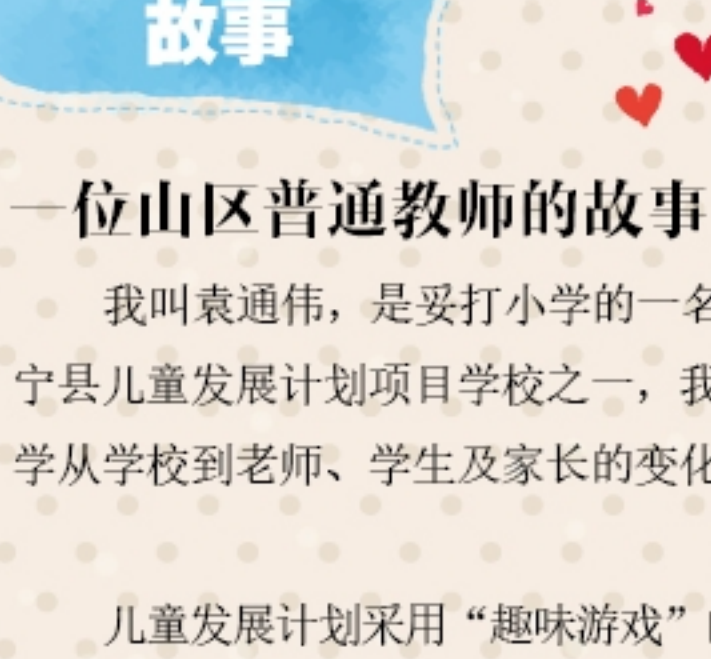 故事
一位山区普通教师的故事
我叫袁通伟，是妥打小学的一名
宁县儿童发展计划项目学校之一，我
学从学校到老师、学生及家长的变化
儿童发展计划采用“趣味游戏”